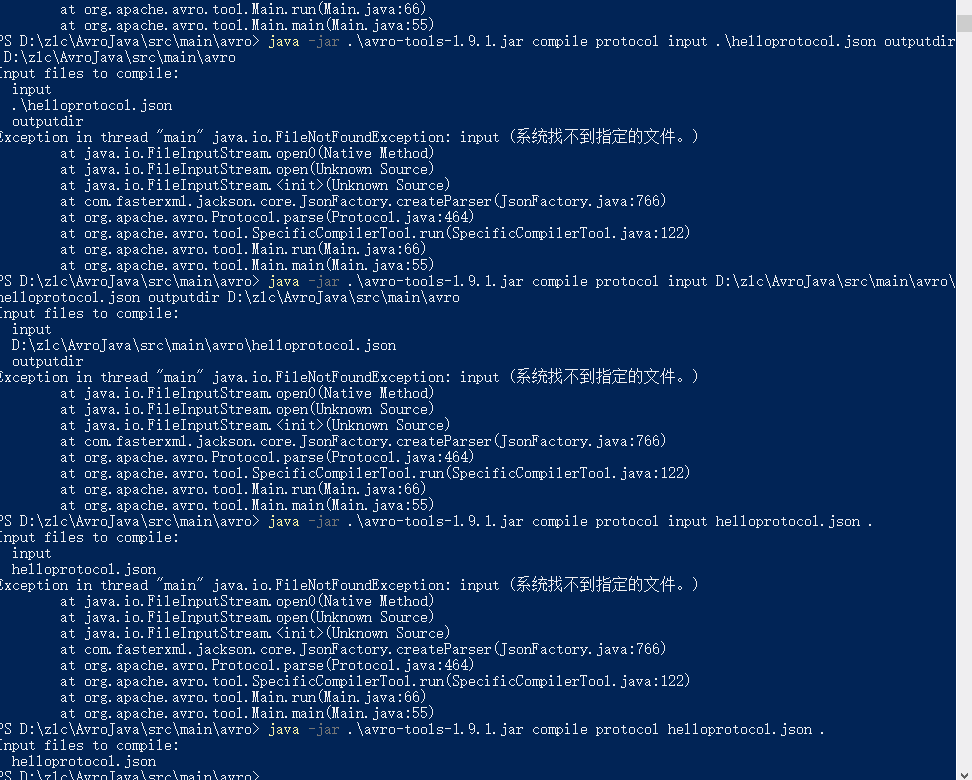 at org.apache.avro.tool.Main.run(Main.java:66)
at org.apache.avro.tool.Main.main(Main.java:55)
PS D:\zlc\AvroJava\src\main\avro> java -jar .\avro-tools-1.9.1.jar compile protocol input .\helloprotocol.json outputdir
D:\zlc\AvroJava\src\main\avro
Input files to compile:
input
.\helloprotocol.json
outputdir
Exception in thread "main" java.io.FileNotFoundException: input (系统找不到指定的文件。)
at java.io.FileInputStream.open0(Native Method)
at java.io.FileInputStream.open(Unknown Source)
at java.io.FileInputStream.<init>(Unknown Source)
at com.fasterxml.jackson.core.JsonFactory.createParser(JsonFactory.java:766)
at org.apache.avro.Protocol.parse(Protocol.java:464)
at org.apache.avro.tool.SpecificCompilerTool.run(SpecificCompilerTool.java:122)
at org.apache.avro.tool.Main.run(Main.java:66)
at org.apache.avro.tool.Main.main(Main.java:55)
PS D:\zlc\AvroJava\src\main\avro> java -jar .\avro-tools-1.9.1.jar compile protocol input D:\zlc\AvroJava\src\main\avro\
helloprotocol.json outputdir D:\zlc\AvroJava\src\main\avro
Input files to compile:
input
D:\zlc\AvroJava\src\main\avro\helloprotocol.json
outputdir
Exception in thread "main" java.io.FileNotFoundException: input (系统找不到指定的文件。)
at java.io.FileInputStream.open0(Native Method)
at java.io.FileInputStream.open(Unknown Source)
at java.io.FileInputStream.<init>(Unknown Source)
at com.fasterxml.jackson.core.JsonFactory.createParser(JsonFactory.java:766)
at org.apache.avro.Protocol.parse(Protocol.java:464)
at org.apache.avro.tool.SpecificCompilerTool.run(SpecificCompilerTool.java:122)
at org.apache.avro.tool.Main.run(Main.java:66)
at org.apache.avro.tool.Main.main(Main.java:55)
PS D:\zlc\AvroJava\src\main\avro> java -jar .\avro-tools-1.9.1.jar compile protocol input helloprotocol.json .
Input files to compile:
input
helloprotocol.json
Exception in thread "main" java.io.FileNotFoundException: input (系统找不到指定的文件。)
at java.io.FileInputStream.open0(Native Method)
at java.io.FileInputStream.open(Unknown Source)
at java.io.FileInputStream.<init>(Unknown Source)
at com.fasterxml.jackson.core.JsonFactory.createParser(JsonFactory.java:766)
at org.apache.avro.Protocol.parse(Protocol.java:464)
at org.apache.avro.tool.SpecificCompilerTool.run(SpecificCompilerTool.java:122)
at org.apache.avro.tool.Main.run(Main.java:66)
at org.apache.avro.tool.Main.main(Main.java:55)
PS D:\zlc\AvroJava\src\main\avro> java -jar .\avro-tools-1.9.1.jar compile protocol helloprotocol.json .
Input files to compile:
helloprotocol.json
PS D:\zlc\AvroJava\src\main\avro>